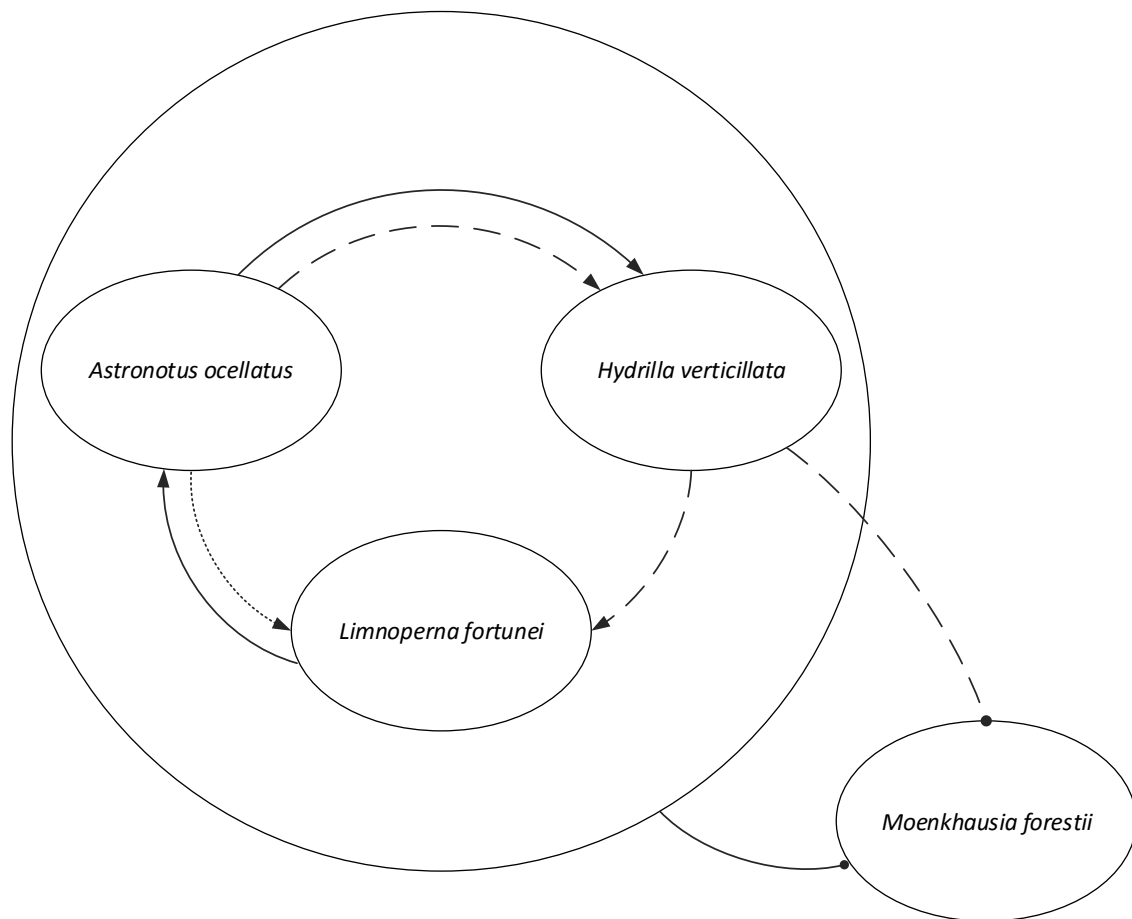 Astronotus ocellatus
Hydrilla verticillata
Limnoperna fortunei
Moenkhausia forestii